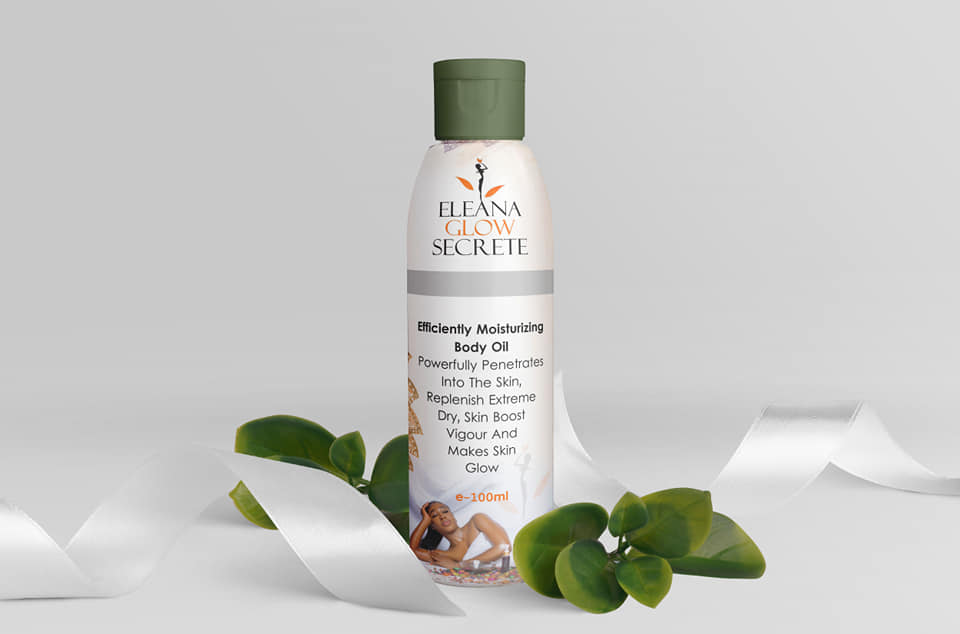 ELEANA
GLOW
SECRETE
Efficiently Moisturizing
Body Oil
Powerfully Penetrates
Into The Skin,
Replenish Extreme
Dry, Skin Boost
Vigour And
Makes Skin
Glow
e-100ml